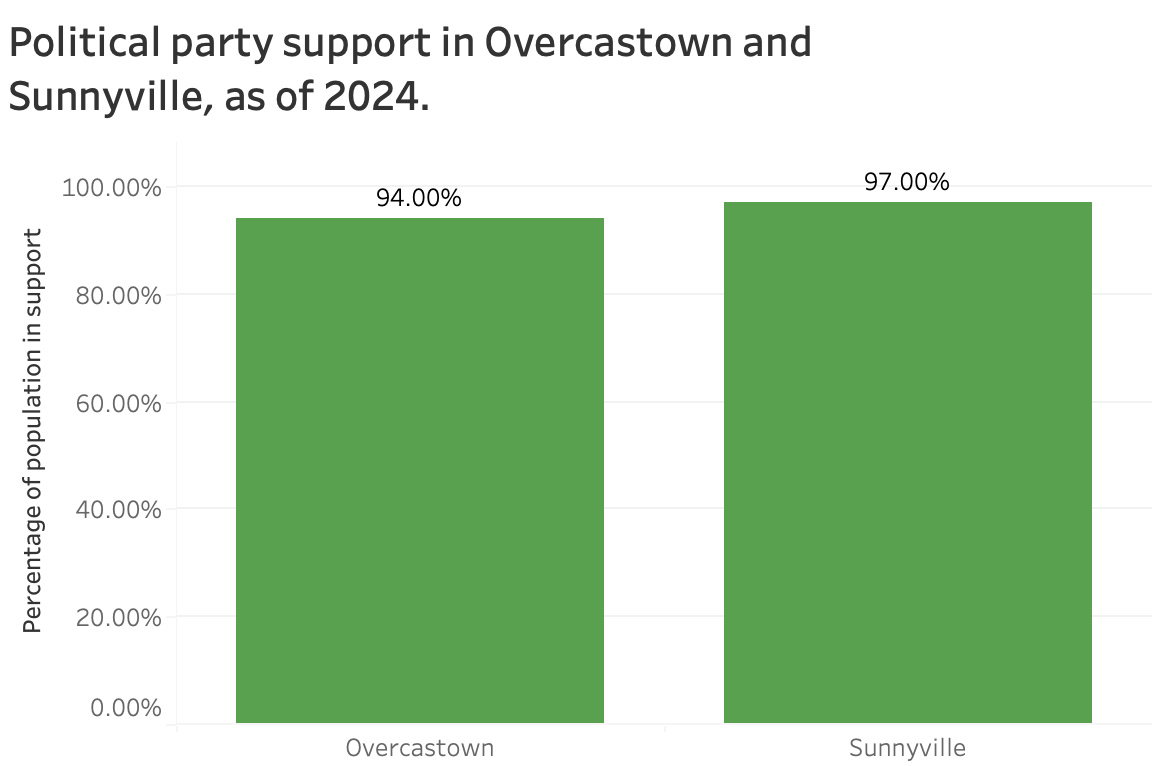 Political party support in Overcastown and
Sunnyville, as of 2024.
Percentage of population in support
100.00%
80.00%
60.00%
40.00%
20.00%
0.00%
94.00%
97.00%
Overcastown
Sunnyville